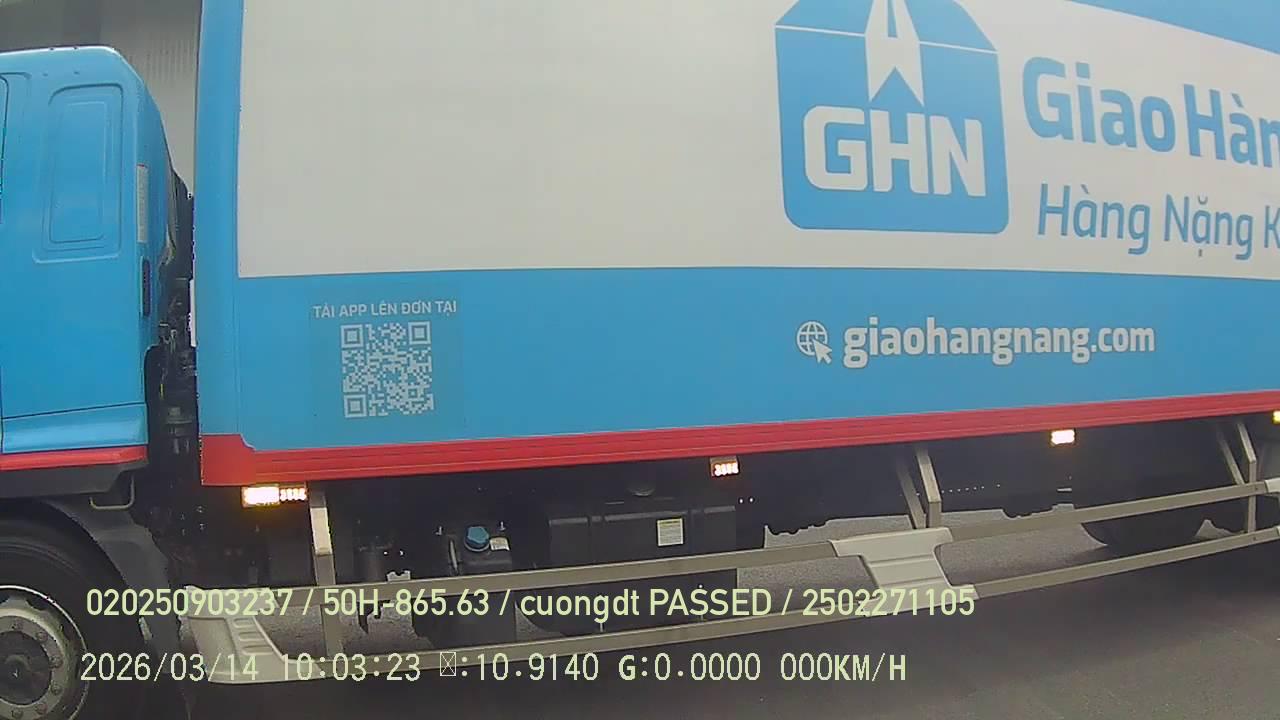 GHN
Giao Hàn
Hàng Nặng K
TẢI APP LÊN ĐƠN TẠI
giaohangnang.com
020250903237 / 50H-865.63 / cuongdt PASSED / 2502271105
2026/03/14 10:03:23 :10.9140 G:0.0000 000KM/H